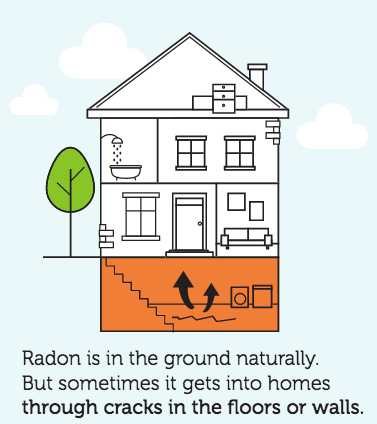 Radon is in the ground naturally.
But sometimes it gets into homes
through cracks in the floors or walls.